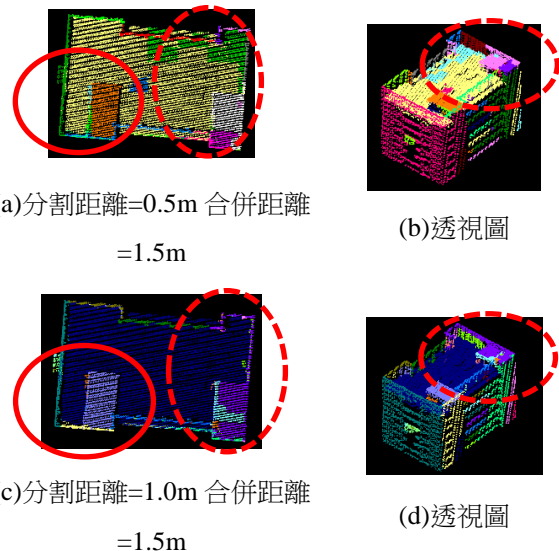 a)分割距離=0.5m 合併距離
=1.5m
(b)透視圖
(c)分割距離=1.0m 合併距離
=1.5m
(d)透視圖